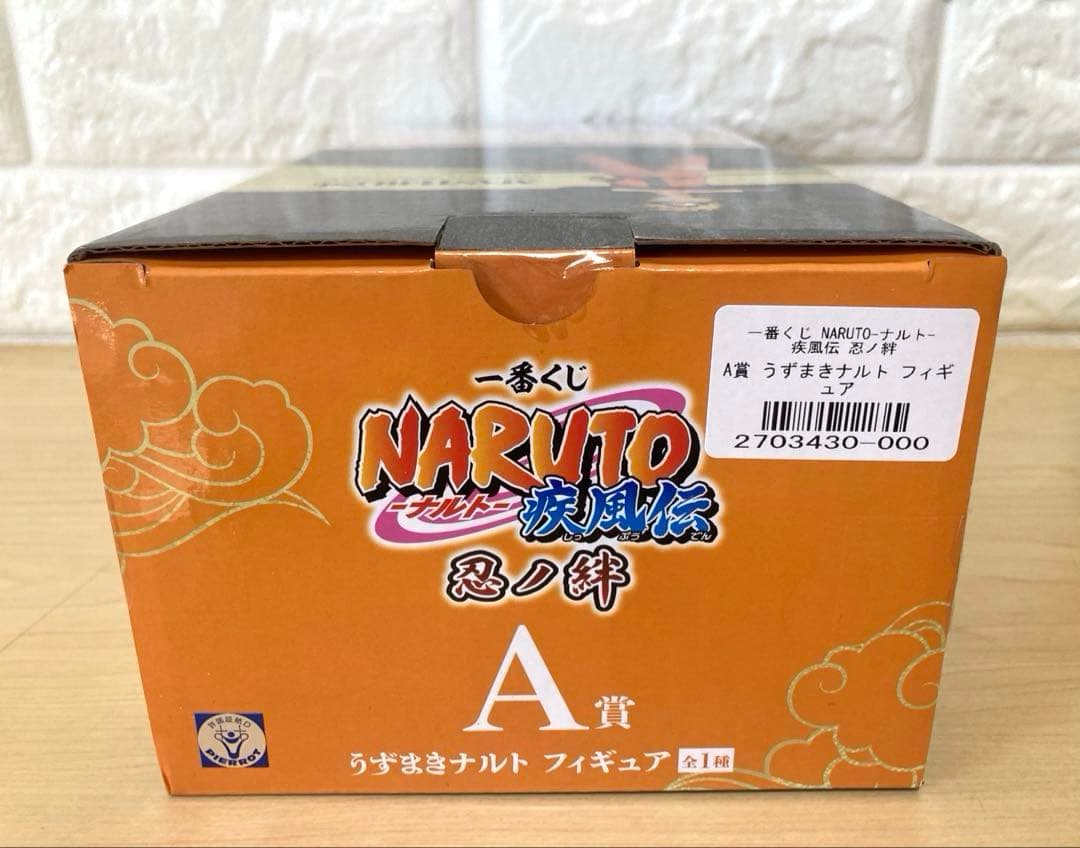 一番くじ NARUTO-ナルト-
疾風伝 忍ノ絆
A賞 うずまきナルト フィギ
ュア
2703430-000
一番くじ
NARUTO
-ナルト-
疾風伝
しっ ぷう でん
忍ノ絆
A賞
うずまきナルト フィギュア 全1種
PIERROT